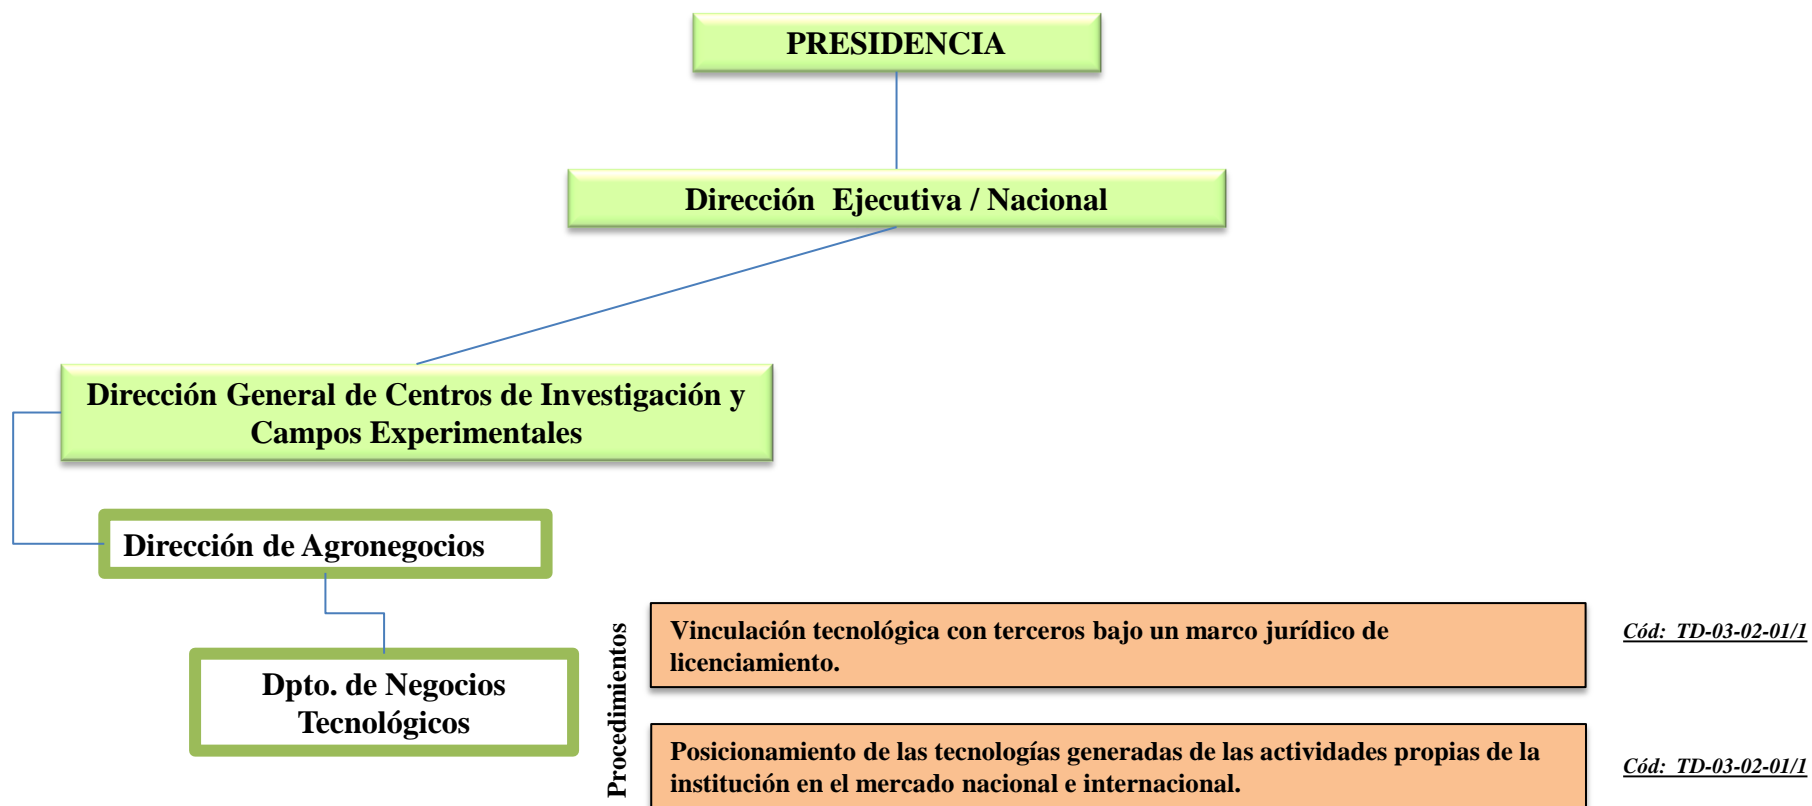 PRESIDENCIA
Dirección Ejecutiva / Nacional
Dirección General de Centros de Investigación y
Campos Experimentales
Dirección de Agronegocios
Dpto. de Negocios
Tecnológicos
Procedimientos
Vinculación tecnológica con terceros bajo un marco jurídico de
licenciamiento.
Cód: TD-03-02-01/1
Posicionamiento de las tecnologías generadas de las actividades propias de la
institución en el mercado nacional e internacional.
Cód: TD-03-02-01/1